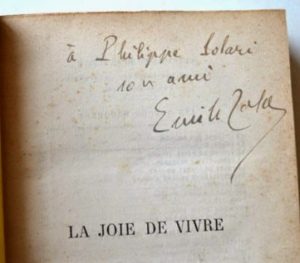 à Philippe Solari
son ami
Emile Zola
LA JOIE DE VIVRE